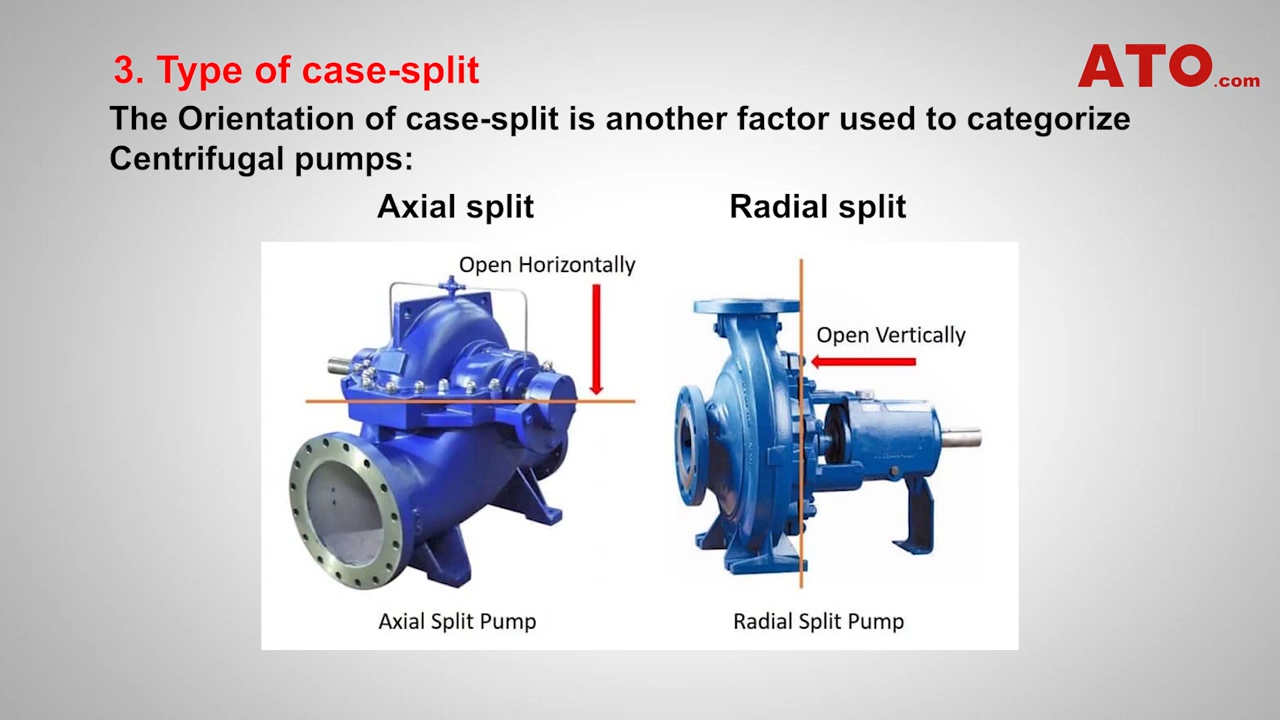 3. Type of case-split
ATO.com
The Orientation of case-split is another factor used to categorize
Centrifugal pumps:
Axial split
Radial split
Open Horizontally
Open Vertically
Axial Split Pump
Radial Split Pump